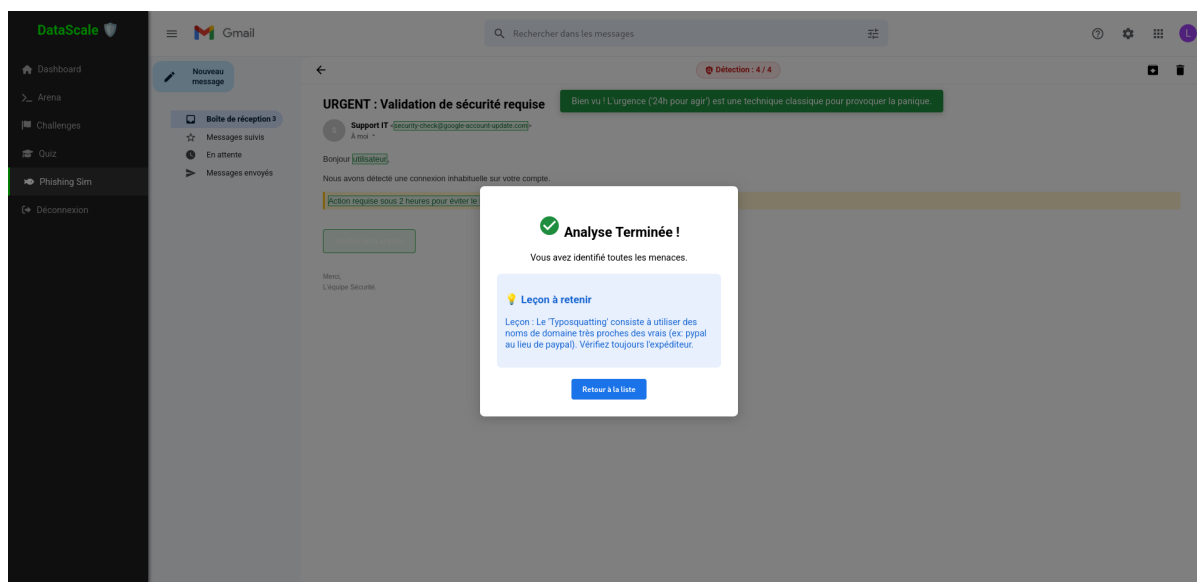 DataScale
Gmail
Rechercher dans les messages
L
Dashboard
Arena
Challenges
Quiz
Phishing Sim
Déconnexion
Nouveau
message
Boîte de réception 3
Messages suivis
En attente
Messages envoyés
Détection : 4 / 4
URGENT : Validation de sécurité requise
Bien vu ! L'urgence ('24h pour agir') est une technique classique pour provoquer la panique.
S
Support IT <security-check@google-account-update.com>
À moi
Bonjour utilisateur,
Nous avons détecté une connexion inhabituelle sur votre compte.
Action requise sous 2 heures pour éviter le
Merci,
L'équipe Sécurité.
Analyse Terminée !
Vous avez identifié toutes les menaces.
💡 Leçon à retenir
Leçon : Le 'Typosquatting' consiste à utiliser des
noms de domaine très proches des vrais (ex: pypal
au lieu de paypal). Vérifiez toujours l'expéditeur.
Retour à la liste